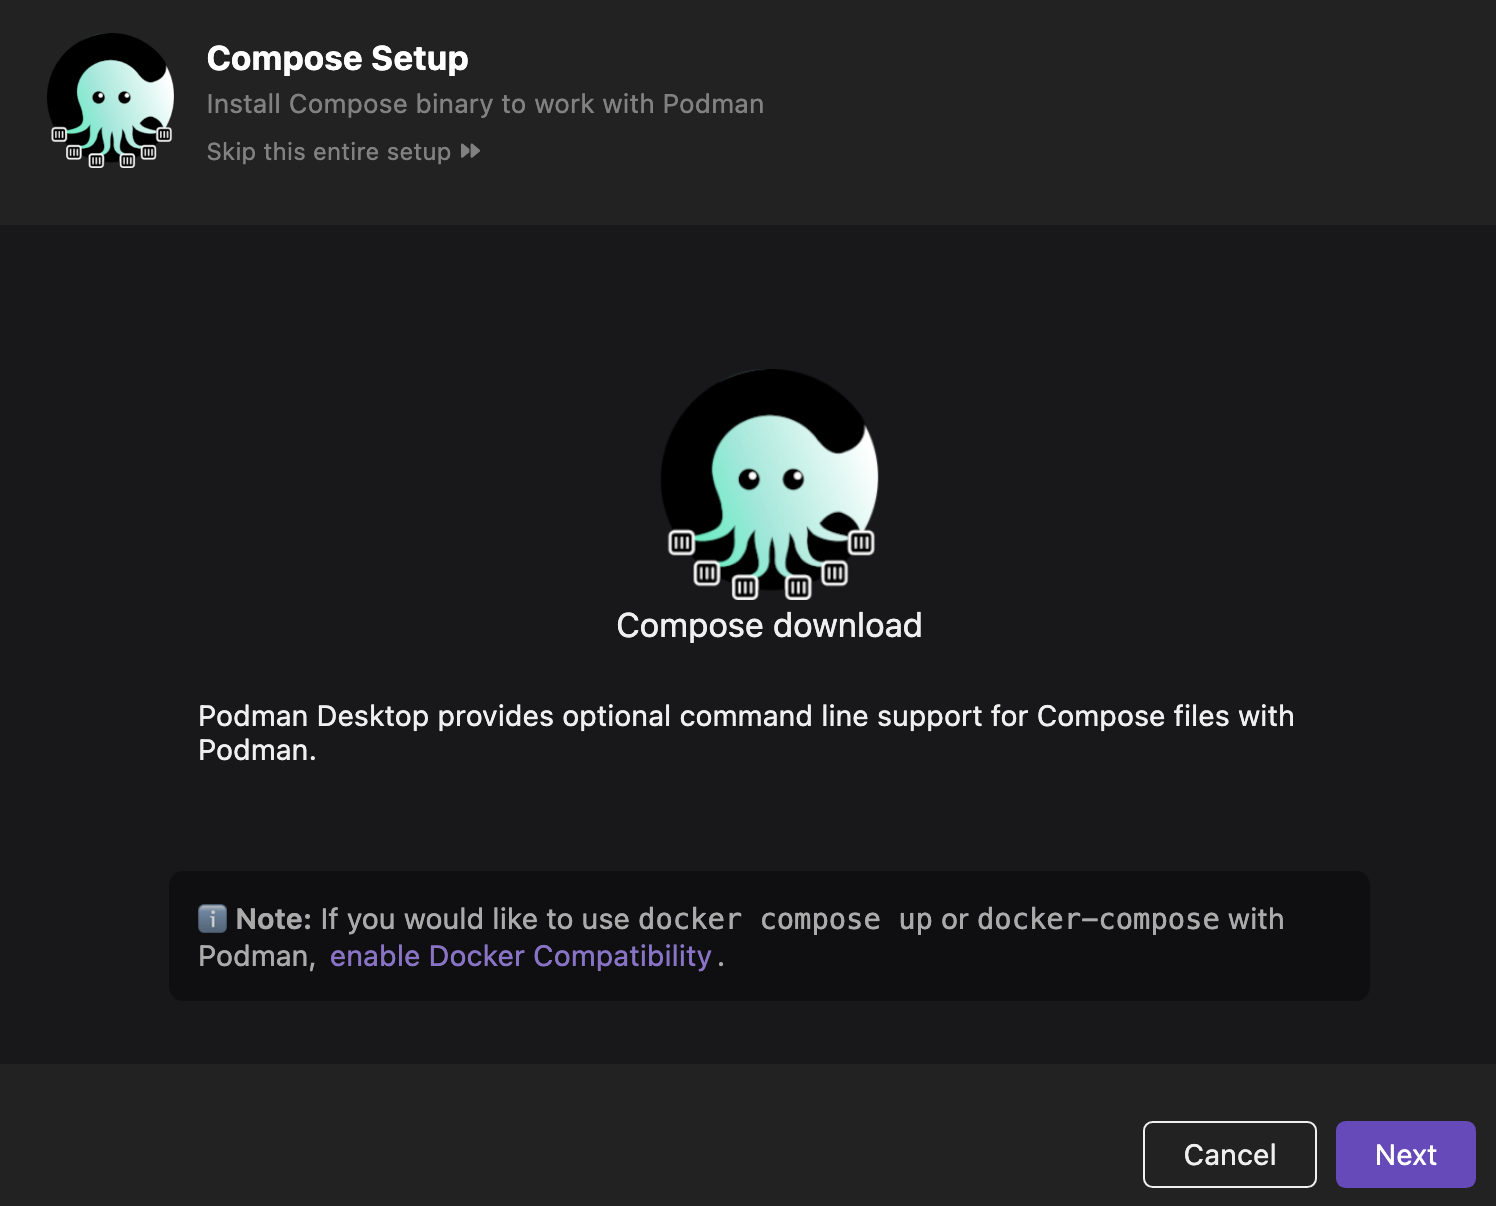 Compose Setup
Install Compose binary to work with Podman
Skip this entire setup
Compose download
Podman Desktop provides optional command line support for Compose files with
Podman.
Note: If you would like to use docker compose up or docker-compose with
Podman, enable Docker Compatibility.
Cancel
Next